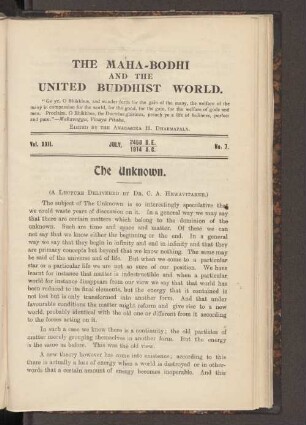 THE MAHA-BODHI
AND THE
UNITED BUDDHIST WORLD.
"Go ye, O Bhikkhus, and wander forth for the gain of the many, the welfare of the
many in compassion for the world, for the good, for the gain, for the welfare of gods and
men. Proclaim, O Bhikkhus, the Doctrine glorious, preach ye a life of holiness, perfect
and pure."—Mahavagga, Vinaya Pitaka.
EDITED BY THE ANAGARIKA H. DHARMAPALA.
Vol. XXII. JULY, 2458 B.E. 1914 A.C. No. 7.
The Unknown.
(A LECTURE DELIVERED BY DR. C. A. HEWAVITARNE.)
The subject of The Unknown is so interestingly speculative that
we could waste years of discussion on it. In a general way we may say
that there are certain matters which belong to the dominion of the
unknown. Such are time and space and matter. Of these we can
not say that we know either the beginning or the end. In a general
way we say that they begin in infinity and end in infinity and that they
are primary concepts but beyond that we know nothing. The same may
be said of the universe and of life. But when we come to a particular
star or a particular life we are not so sure of our position. We have
learnt for instance that matter is indestructible and when a particular
world for instance disappears from our view we say that that world has
been reduced to its final elements, but the energy that is contained is
not lost but is only transformed into another form. And that under
favourable conditions the matter might reform and give rise to a new
world, probably identical with the old one or different from it according
to the forces acting on it.
In such a case we know there is a continuity; the old particles of
matter merely grouping themselves in another form. But the energy
is the same as before. This was the old view.
A new theory however has come into existence; according to this
there is actually a loss of energy when a world is destroyed or in other
words that a certain amount of energy becomes inoperable. And this